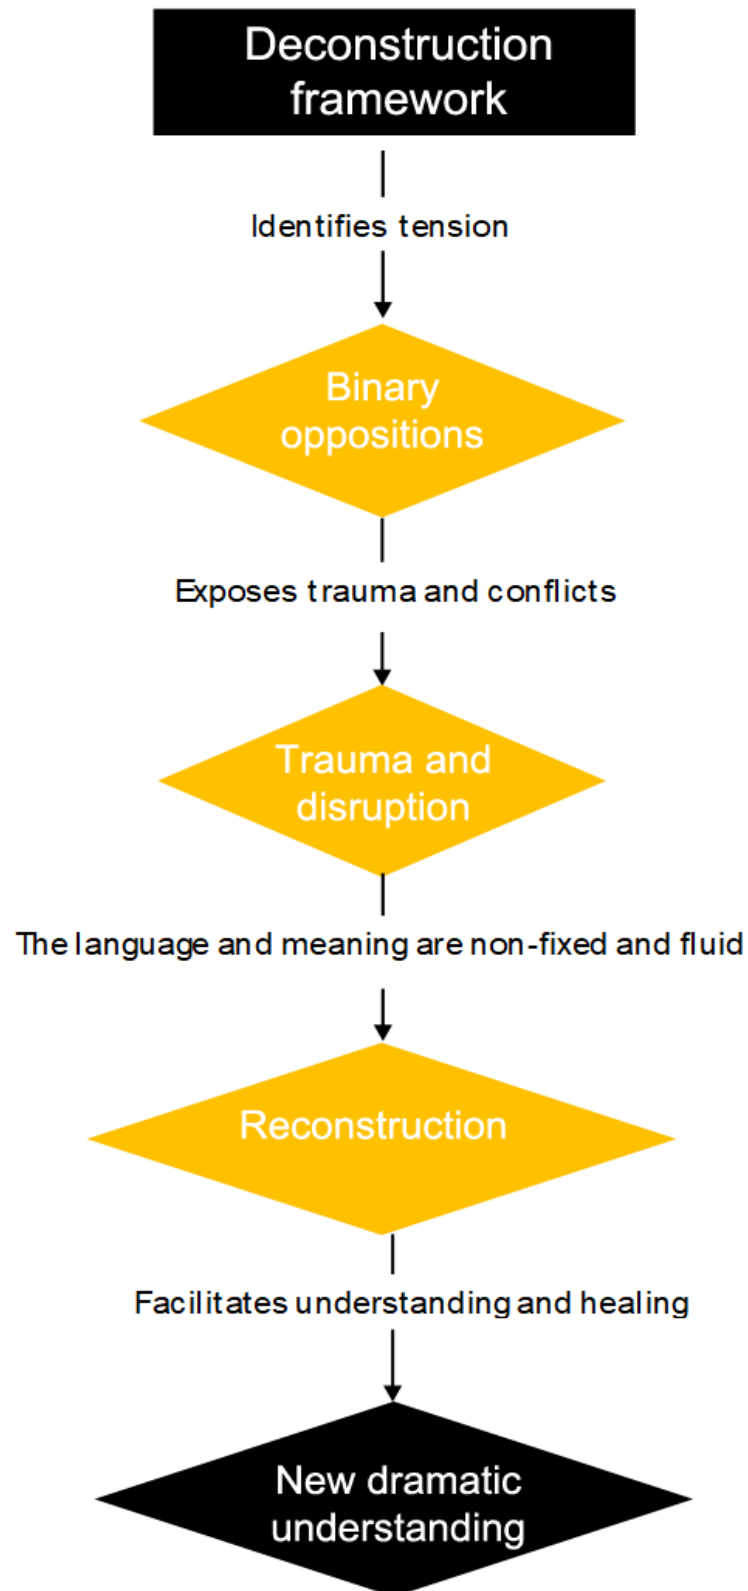 Deconstruction
framework
Identifies tension
Binary
oppositions
Exposes trauma and conflicts
Trauma and
disruption
The language and meaning are non-fixed and fluid
Reconstruction
Facilitates understanding and healing
New dramatic
understanding